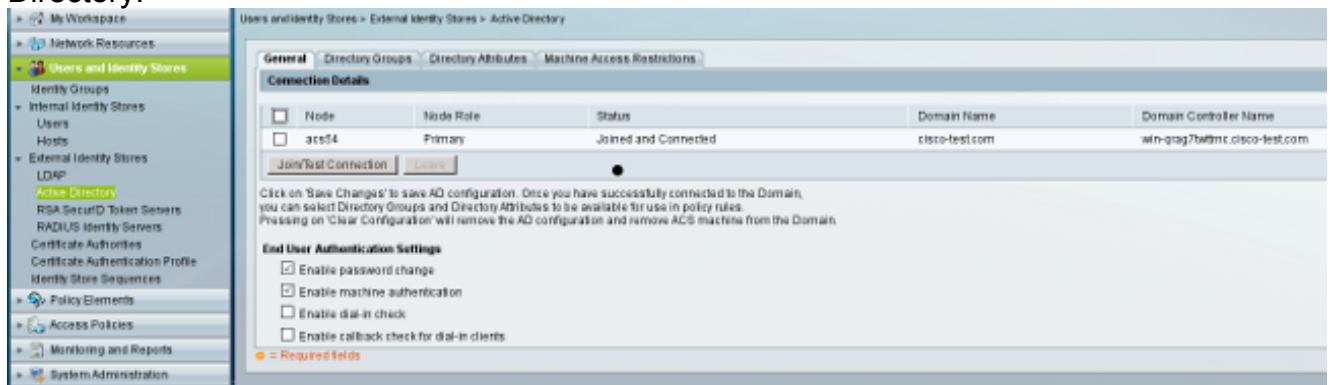 Directory.
My Workspace
Network Resources
Users and Identity Stores
Identity Groups
Internal Identity Stores
Users
Hosts
External Identity Stores
LDAP
Active Directory
RSA SecurID Token Servers
RADIUS Identity Servers
Certificate Authorities
Certificate Authentication Profile
Identity Store Sequences
Policy Elements
Access Policies
Monitoring and Reports
System Administration
Users and Identity Stores > External Identity Stores > Active Directory
General Directory Groups Directory Attributes Machine Access Restrictions
Connection Details
Node Node Role Status Domain Name Domain Controller Name
acs54 Primary Joined and Connected cisco-test.com
Join/Test Connection Leave
Click on 'Save Changes' to save AD configuration. Once you have successfully connected to the Domain,
you can select Directory Groups and Directory Attributes to be available for use in policy rules.
Pressing on 'Clear Configuration' will remove the AD configuration and remove ACS machine from the Domain.
End User Authentication Settings
Enable password change
Enable machine authentication
Enable dial-in check
Enable callback check for dial-in clients
= Required fields